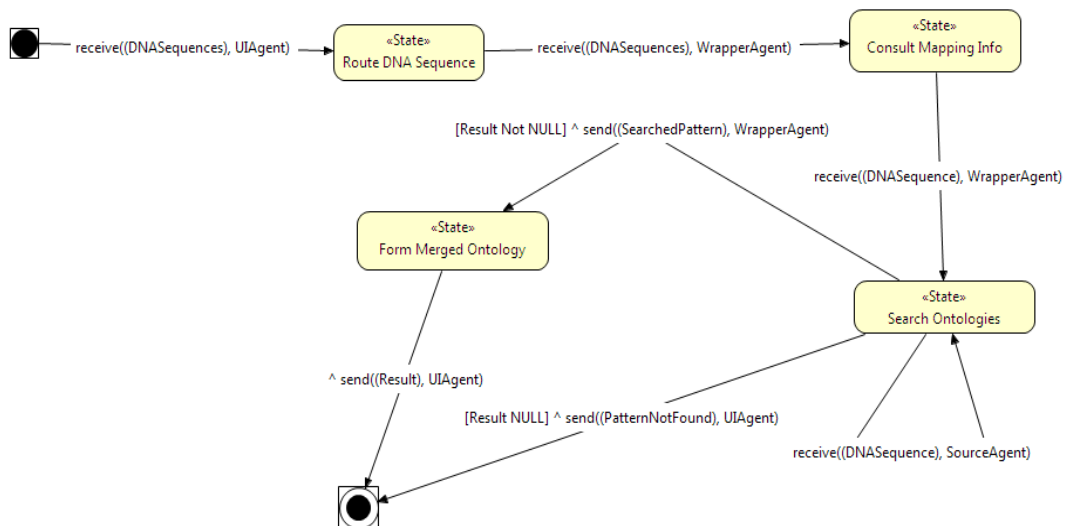 receive((DNASequences), UIAgent)
«State»
Route DNA Sequence
receive((DNASequences), WrapperAgent)
«State»
Consult Mapping Info
[Result Not NULL] ^ send((SearchedPattern), WrapperAgent)
receive((DNASequence), WrapperAgent)
«State»
Form Merged Ontology
«State»
Search Ontologies
^ send((Result), UIAgent)
[Result NULL] ^ send((PatternNotFound), UIAgent)
receive((DNASequence), SourceAgent)